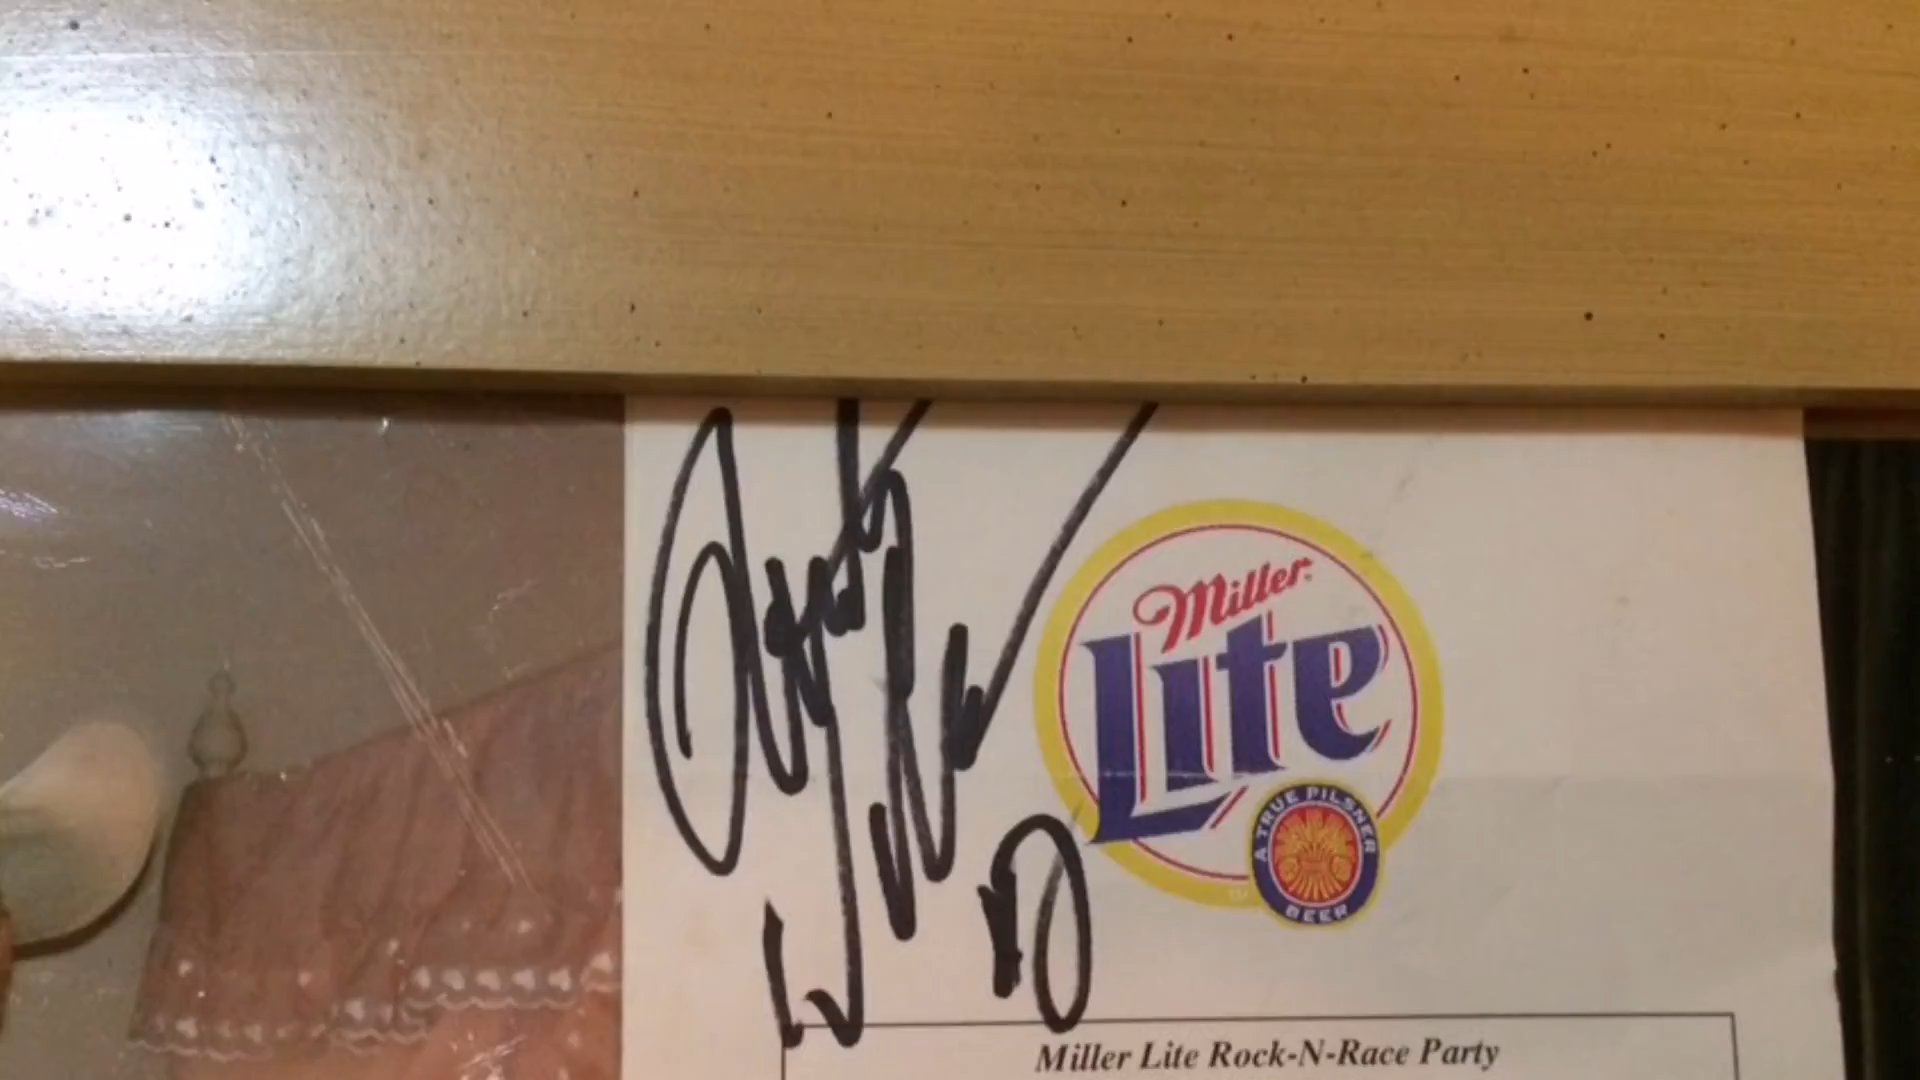 Miller
Lite
A TRUE PILSNER
BEER
Miller Lite Rock-N-Race Party